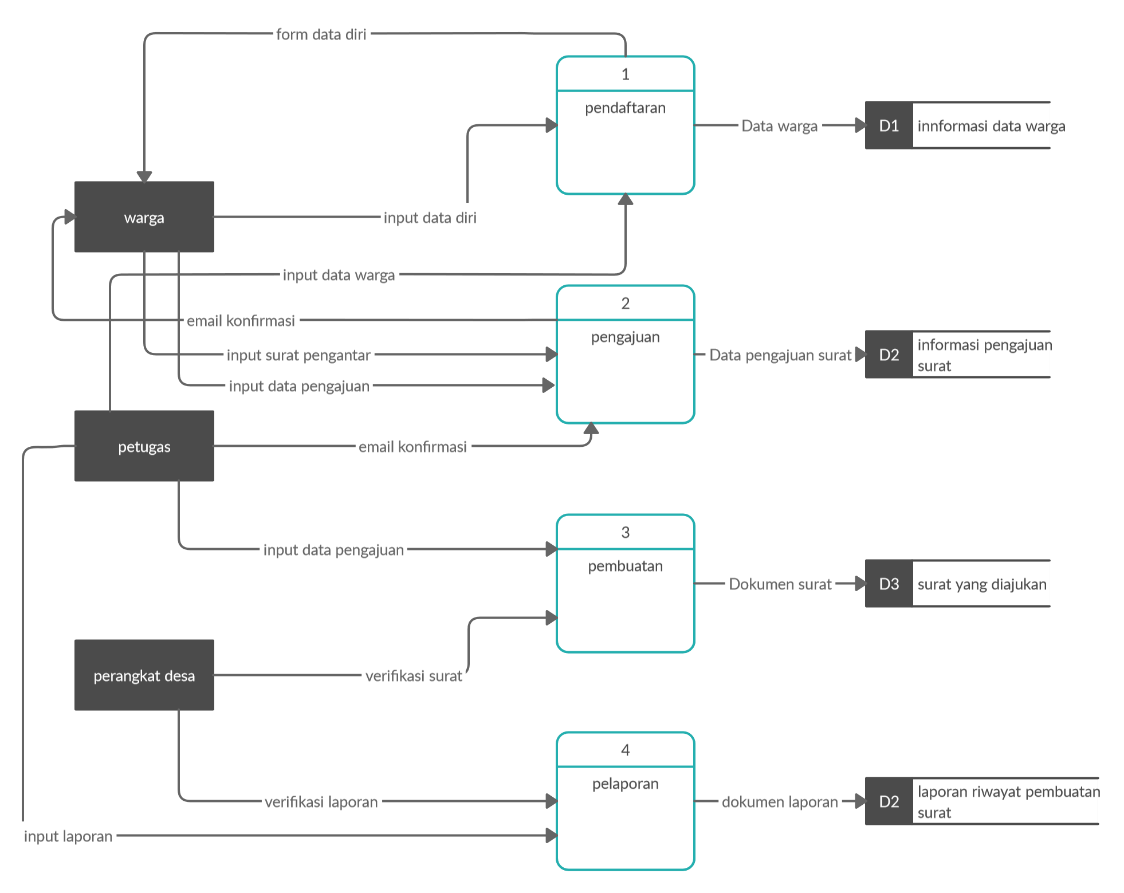 form data diri
1
pendaftaran
Data warga
D1
innformasi data warga
warga
input data diri
input data warga
2
email konfirmasi
pengajuan
input surat pengantar
Data pengajuan surat
D2
informasi pengajuan
surat
input data pengajuan
petugas
email konfirmasi
3
input data pengajuan
pembuatan
Dokumen surat
D3
surat yang diajukan
perangkat desa
verifikasi surat
4
pelaporan
verifikasi laporan
dokumen laporan
D2
laporan riwayat pembuatan
surat
input laporan